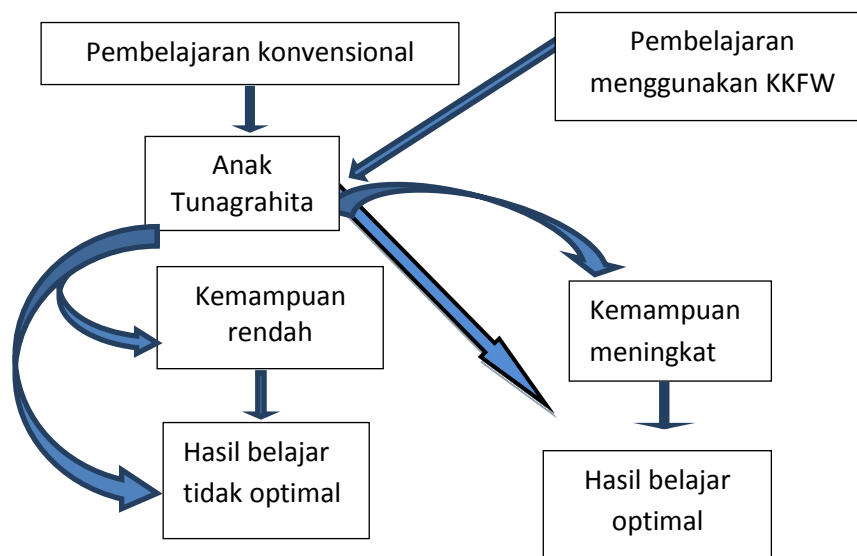 Pembelajaran konvensional
Pembelajaran
menggunakan KKFW
Anak
Tunagrahita
Kemampuan
rendah
Kemampuan
meningkat
Hasil belajar
tidak optimal
Hasil belajar
optimal